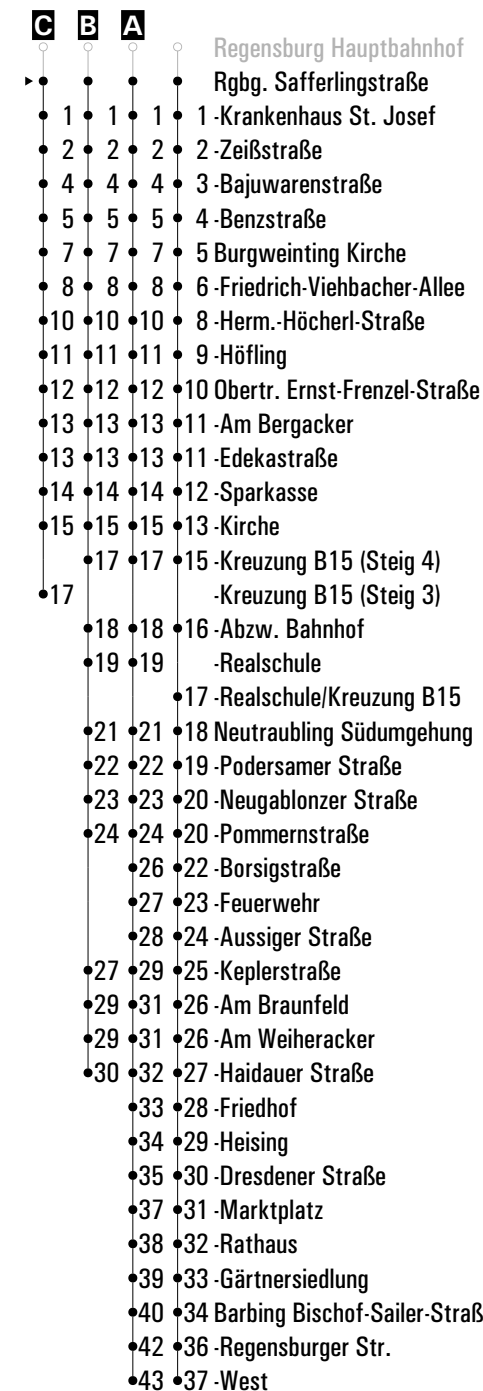 C B A
Regensburg Hauptbahnhof
Rgbg. Safferlingstraße
1 1 1 1 -Krankenhaus St. Josef
2 2 2 2 -Zeißstraße
4 4 4 3 -Bajuwarenstraße
5 5 5 4 -Benzstraße
7 7 7 5 Burgweinting Kirche
8 8 8 6 -Friedrich-Viehbacher-Allee
10 10 10 8 -Herm.-Höcherl-Straße
11 11 11 9 -Höfling
12 12 12 10 Obertr. Ernst-Frenzel-Straße
13 13 13 11 -Am Bergacker
13 13 13 11 -Edekastraße
14 14 14 12 -Sparkasse
15 15 15 13 -Kirche
17 17 15 -Kreuzung B15 (Steig 4)
17 -Kreuzung B15 (Steig 3)
18 18 16 -Abzw. Bahnhof
19 19 -Realschule
17 -Realschule/Kreuzung B15
21 21 18 Neutraubling Südumgehung
22 22 19 -Podersamer Straße
23 23 20 -Neugablonzer Straße
24 24 20 -Pommernstraße
26 22 -Borsigstraße
27 23 -Feuerwehr
28 24 -Aussiger Straße
27 29 25 -Keplerstraße
29 31 26 -Am Braunfeld
29 31 26 -Am Weiheracker
30 32 27 -Haidauer Straße
33 28 -Friedhof
34 29 -Heising
35 30 -Dresdener Straße
37 31 -Marktplatz
38 32 -Rathaus
39 33 -Gärtnersiedlung
40 34 Barbing Bischof-Sailer-Straß
42 36 -Regensburger Str.
43 37 -West